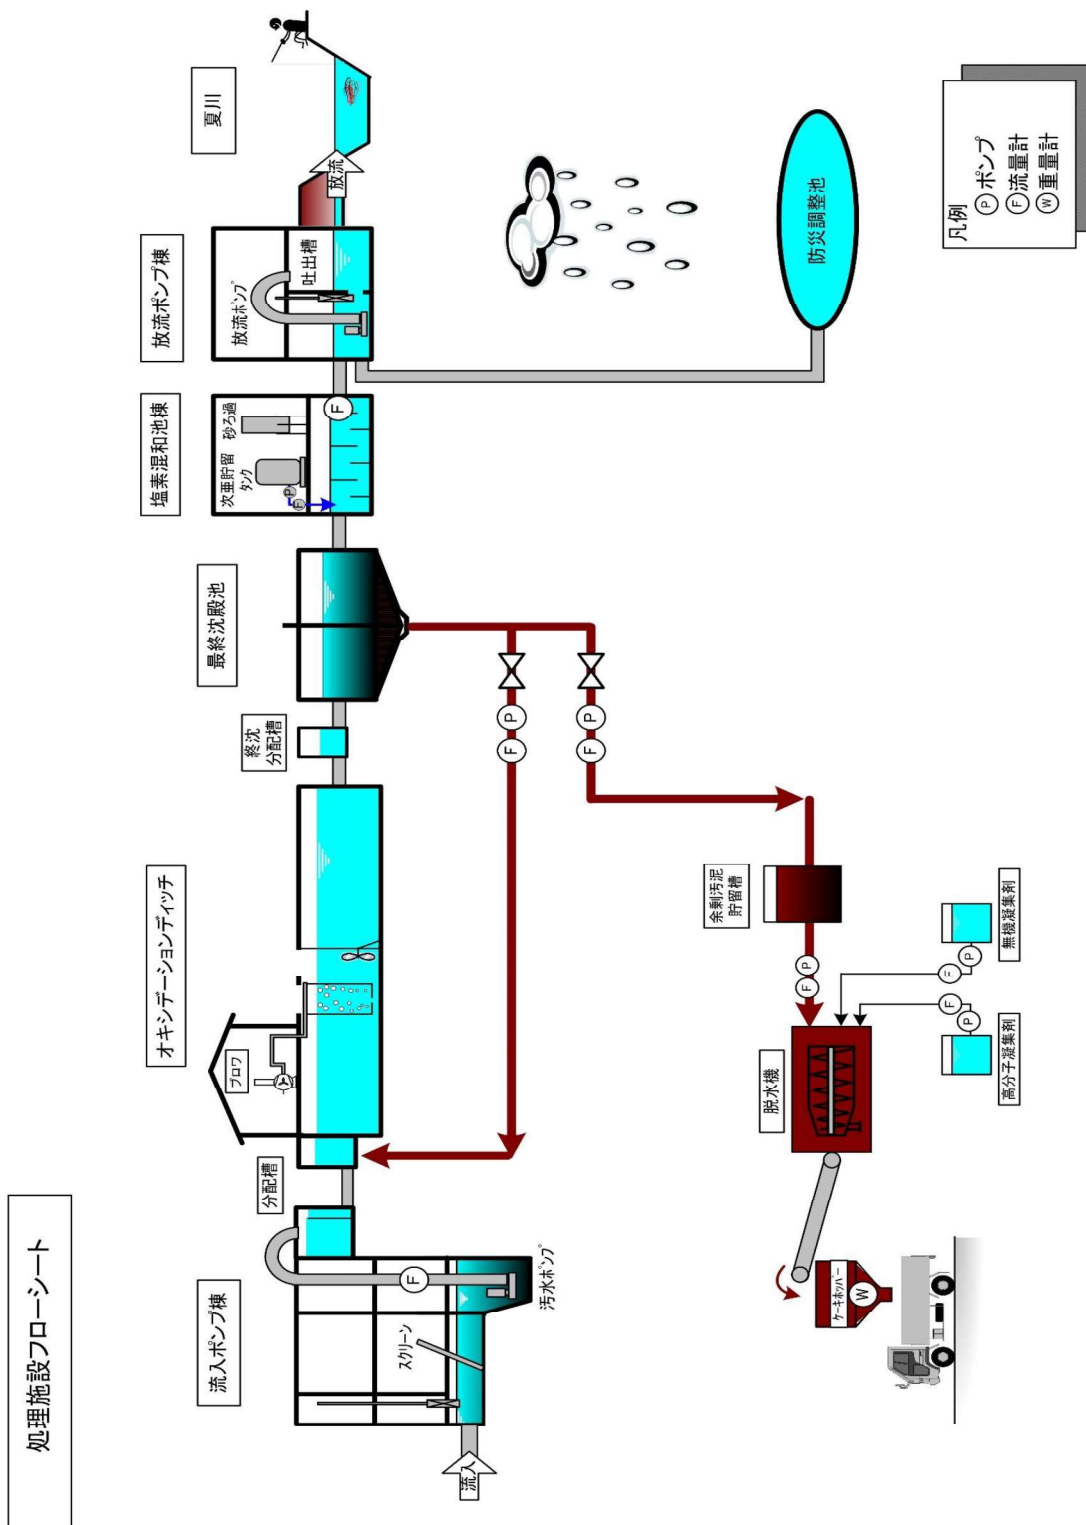 処理施設フローシート
流入ポンプ棟
流入
スクリーン
汚水ポンプ
F
分配槽
オキシデーションディッチ
ブロワ
終沈
分配槽
最終沈殿池
塩素混和池棟
次亜貯留
タンク
砂ろ過
P
F
F
放流ポンプ棟
放流ポンプ
吐出槽
放流
夏川
F
P
F
P
余剰汚泥
貯留槽
F
P
脱水機
高分子凝集剤
P
F
無機凝集剤
P
F
ケーキホッパー
W
防災調整池
凡例
P ポンプ
F 流量計
W 重量計